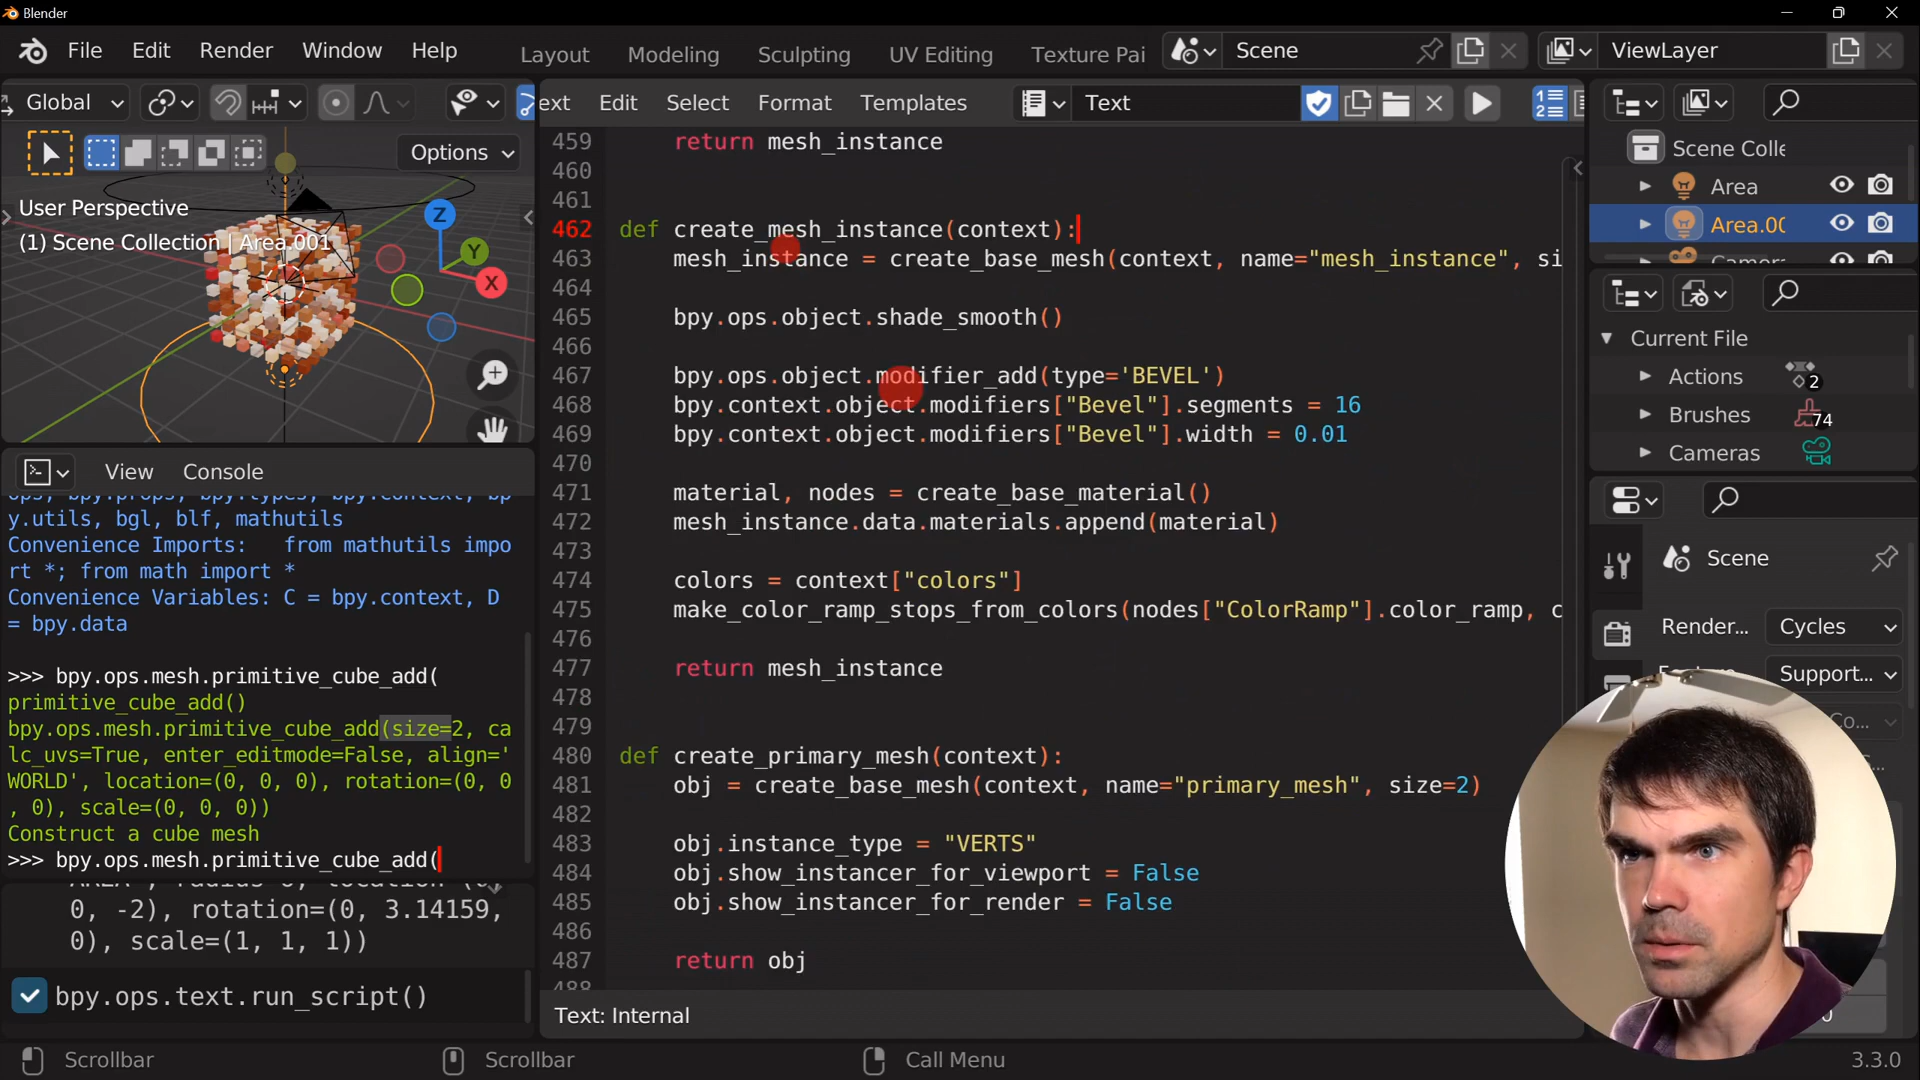 Blender
File Edit Render Window Help Layout Modeling Sculpting UV Editing Texture Pai Scene ViewLayer
Global
Options
User Perspective
(1) Scene Collection | Area.001
Z
Y
X
View Console
y.utils, bgl, blf, mathutils
Convenience Imports: from mathutils impo
rt *; from math import *
Convenience Variables: C = bpy.context, D
= bpy.data
>>> bpy.ops.mesh.primitive_cube_add(
primitive_cube_add()
bpy.ops.mesh.primitive_cube_add(size=2, ca
lc_uvs=True, enter_editmode=False, align='
WORLD', location=(0, 0, 0), rotation=(0, 0
, 0), scale=(0, 0, 0))
Construct a cube mesh
>>> bpy.ops.mesh.primitive_cube_add(
0, -2), rotation=(0, 3.14159,
0), scale=(1, 1, 1))
bpy.ops.text.run_script()
ext Edit Select Format Templates Text
459 return mesh_instance
460
461
462 def create_mesh_instance(context):
463 mesh_instance = create_base_mesh(context, name="mesh_instance", si
464
465 bpy.ops.object.shade_smooth()
466
467 bpy.ops.object.modifier_add(type='BEVEL')
468 bpy.context.object.modifiers["Bevel"].segments = 16
469 bpy.context.object.modifiers["Bevel"].width = 0.01
470
471 material, nodes = create_base_material()
472 mesh_instance.data.materials.append(material)
473
474 colors = context["colors"]
475 make_color_ramp_stops_from_colors(nodes["ColorRamp"].color_ramp, c
476
477 return mesh_instance
478
479
480 def create_primary_mesh(context):
481 obj = create_base_mesh(context, name="primary_mesh", size=2)
482
483 obj.instance_type = "VERTS"
484 obj.show_instancer_for_viewport = False
485 obj.show_instancer_for_render = False
486
487 return obj
488
Text: Internal
Scene Colle
Area
Area.00
Camer
Current File
Actions 2
Brushes 74
Cameras
Scene
Render... Cycles
Support...
Co...
Scrollbar Scrollbar Call Menu 3.3.0